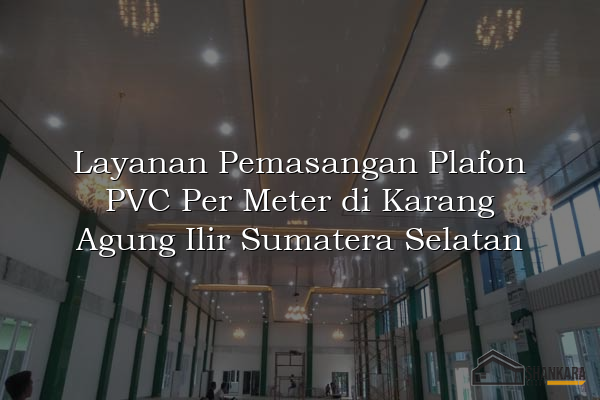 Layanan Pemasangan Plafon
PVC Per Meter di Karang
Agung Ilir Sumatera Selatan